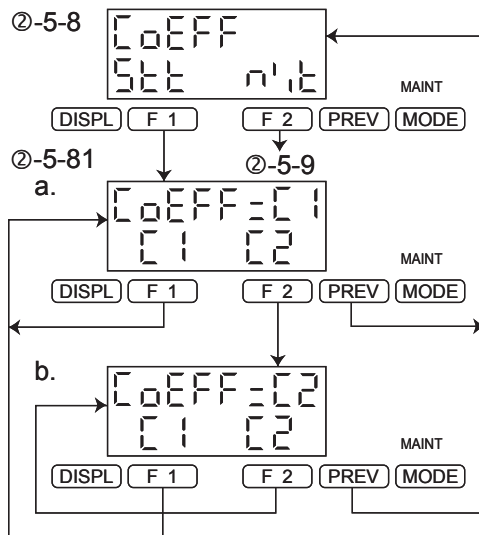 ②-5-8
CoEFF
Stt n't
MAINT
DISPL F 1 F 2 PREV MODE
②-5-81
②-5-9
a.
CoEFF=C1
C1 C2
MAINT
DISPL F 1 F 2 PREV MODE
b.
CoEFF=C2
C1 C2
MAINT
DISPL F 1 F 2 PREV MODE